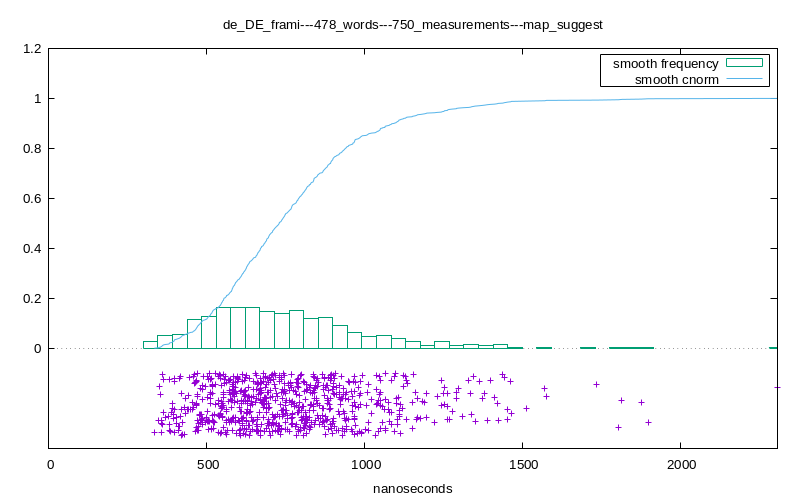 de_DE_frami---478_words---750_measurements---map_suggest
smooth frequency
smooth cnorm
1.2
1
0.8
0.6
0.4
0.2
0
0 500 1000 1500 2000
nanoseconds